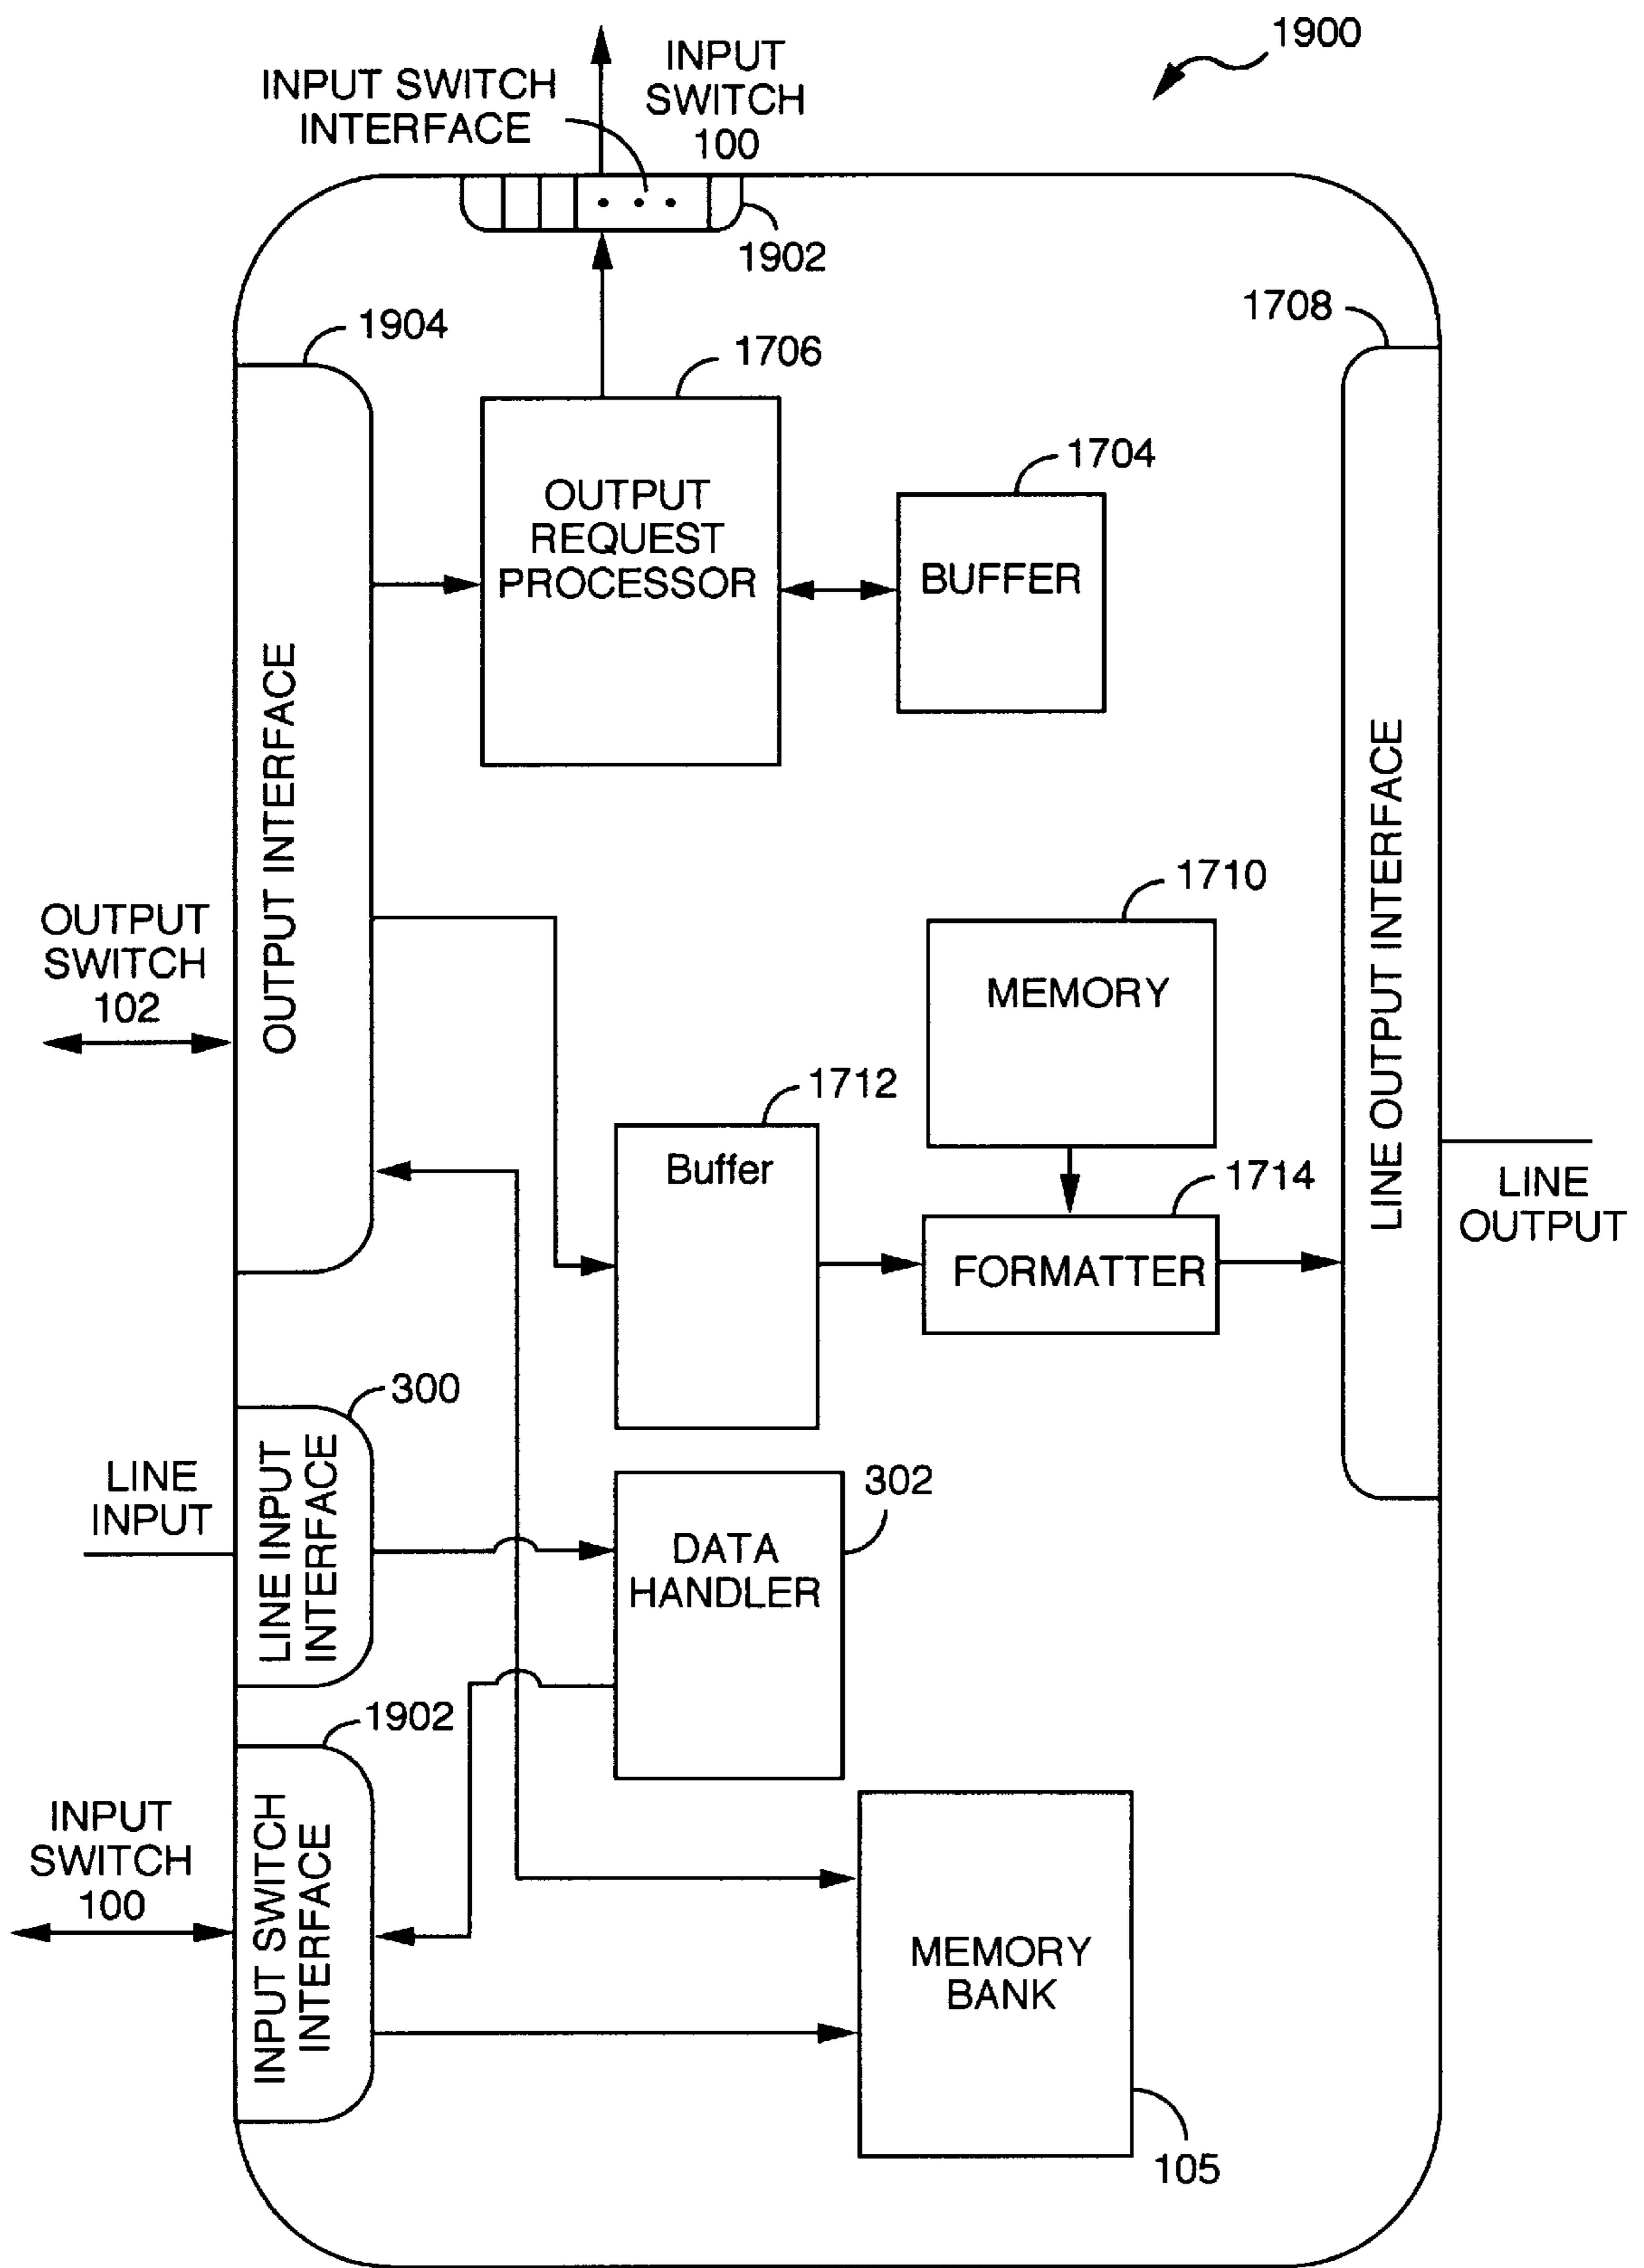 1900
INPUT
SWITCH
100
INPUT SWITCH
INTERFACE
1902
1904
1706
1708
OUTPUT
REQUEST
PROCESSOR
1704
BUFFER
OUTPUT INTERFACE
LINE OUTPUT INTERFACE
OUTPUT
SWITCH
102
1710
MEMORY
1712
Buffer
1714
FORMATTER
LINE
OUTPUT
300
LINE INPUT
INTERFACE
LINE
INPUT
302
DATA
HANDLER
1902
INPUT SWITCH
INTERFACE
INPUT
SWITCH
100
MEMORY
BANK
105